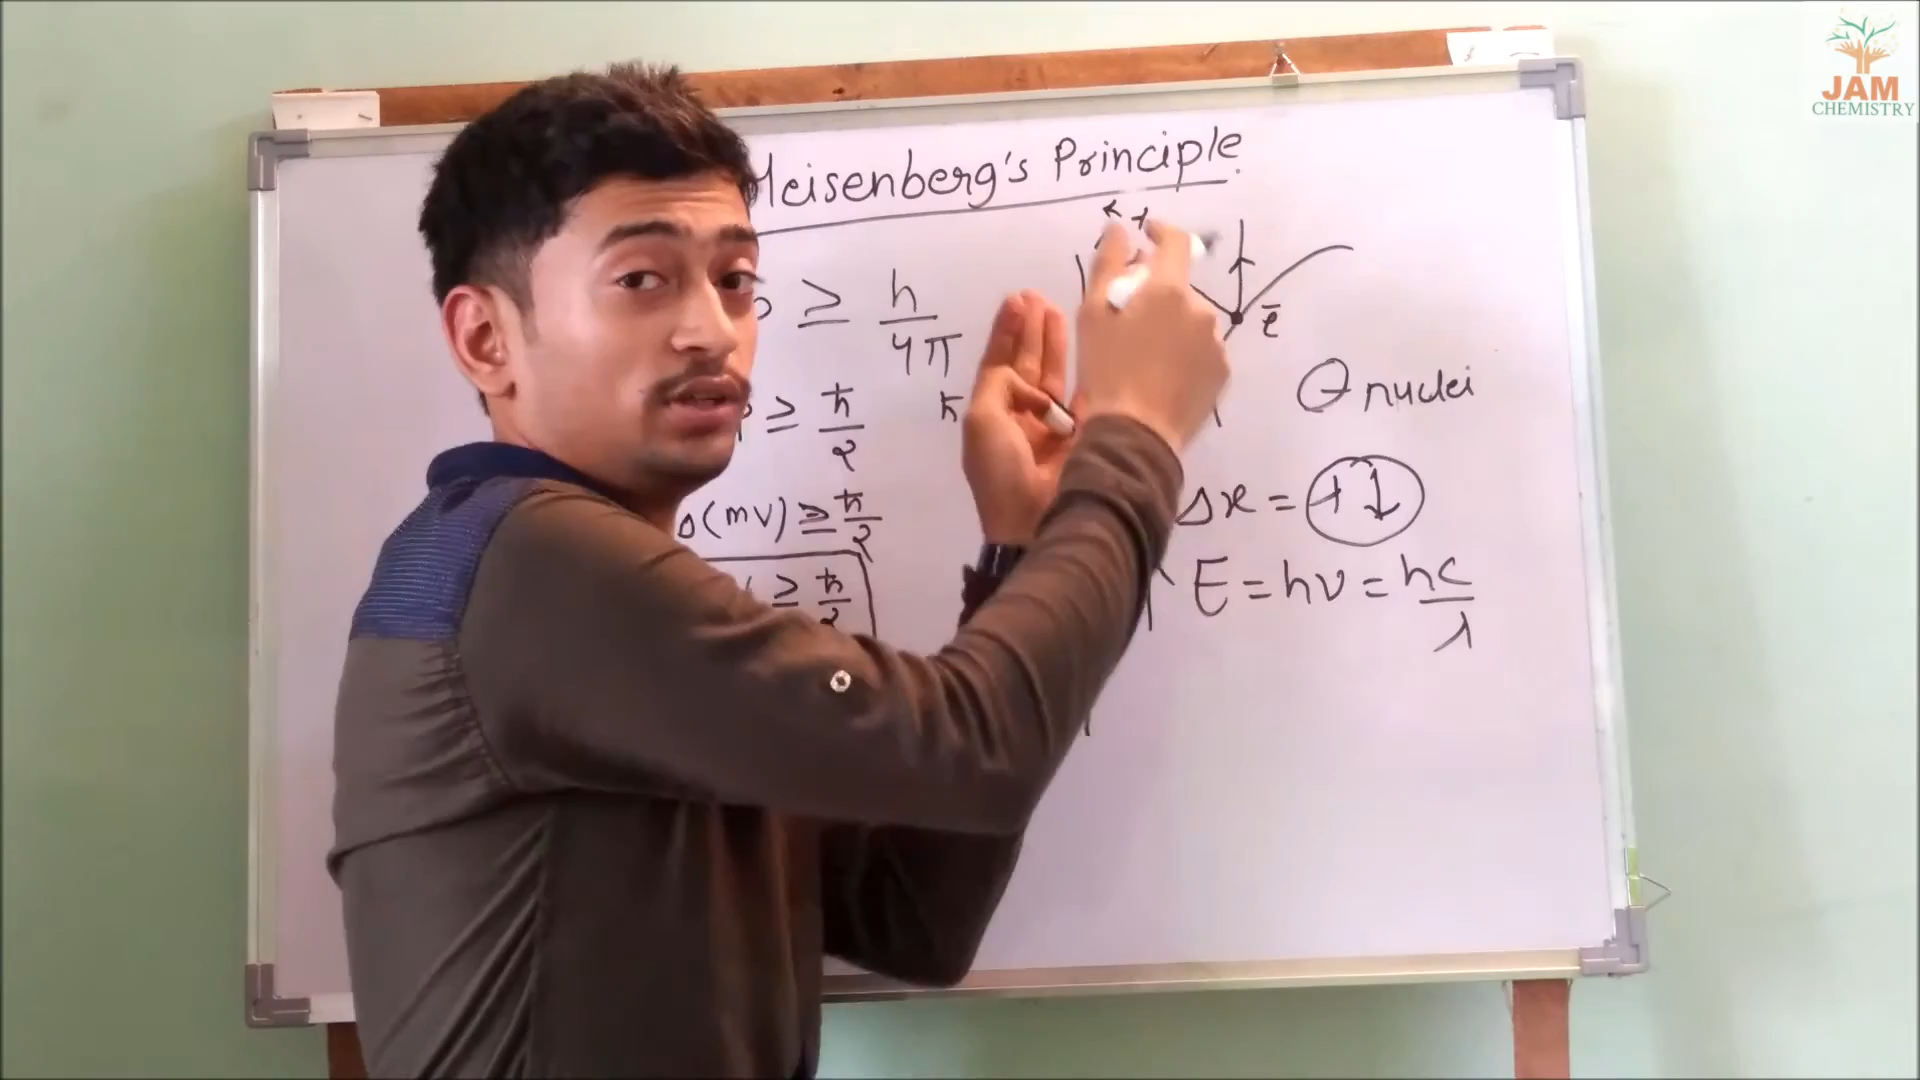 JAM
CHEMISTRY
Heisenberg's Principle.
≥ h/4π
≥ ħ/2
Δ(mv) ≥ ħ/2
≥ ħ/2
ē
nuclei
Δx =
E = hν = hc/λ